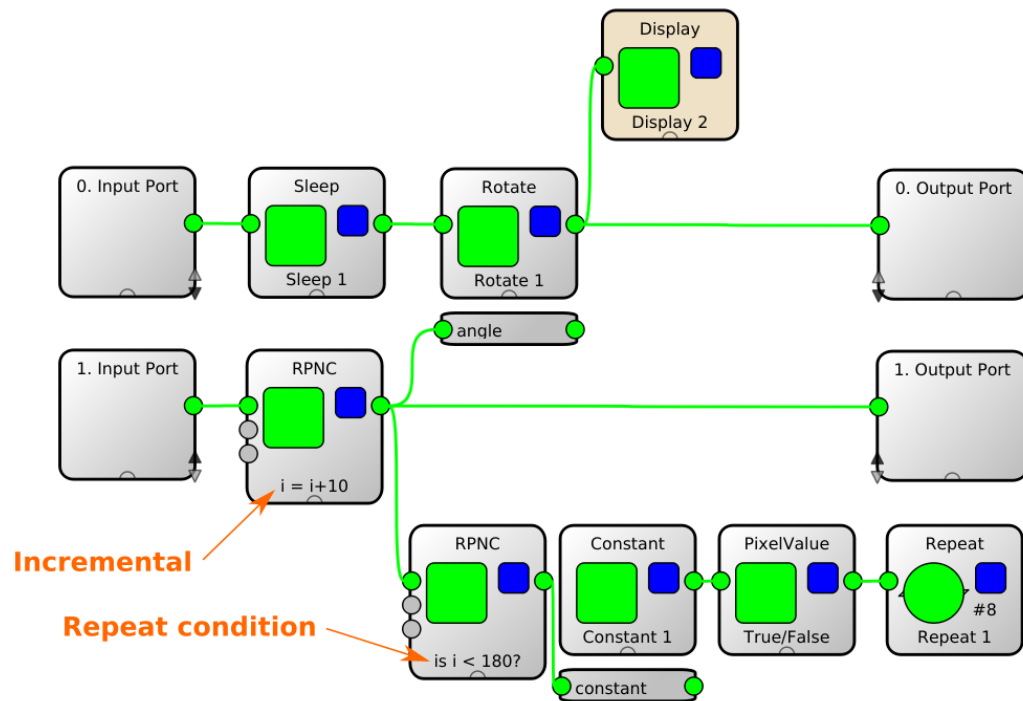 Display
Display 2
0. Input Port
Sleep
Sleep 1
Rotate
Rotate 1
0. Output Port
angle
1. Input Port
RPNC
i = i+10
1. Output Port
Incremental
RPNC
is i < 180?
Constant
Constant 1
PixelValue
True/False
Repeat
#8
Repeat 1
Repeat condition
constant